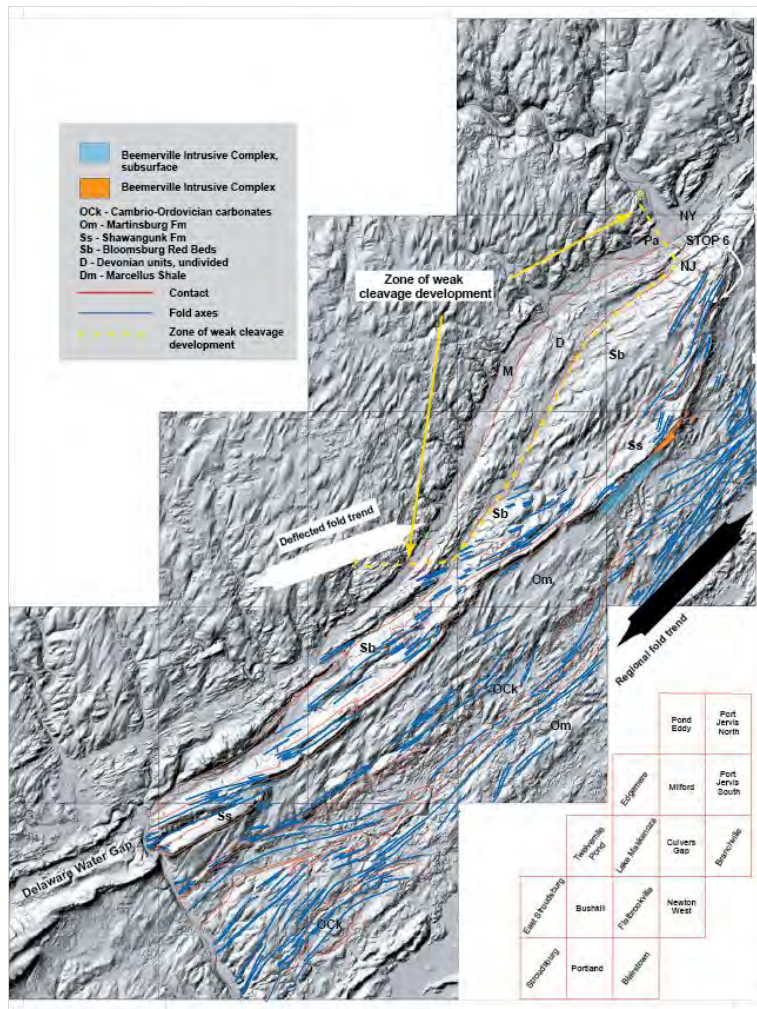 Beemerville Intrusive Complex,
subsurface
Beemerville Intrusive Complex
OCk - Cambrio-Ordovician carbonates
Om - Martinsburg Fm
Ss - Shawangunk Fm
Sb - Bloomsburg Red Beds
D - Devonian units, undivided
Dm - Marcellus Shale
Contact
Fold axes
Zone of weak cleavage
development
NY
Pa
STOP 6
NJ
Zone of weak
cleavage development
D
Sb
M
Ss
Sb
Deflected fold trend
Om
Regional fold trend
Sb
OCk
Om
Ss
Delaware Water Gap
OCk
Pond
Eddy
Port
Jervis
North
Edgemere
Milford
Port
Jervis
South
Twelvemile
Pond
Lake Maskenoza
Culvers
Gap
Branchville
East Stroudsburg
Bushkill
Flatbrookville
Newton
West
Stroudsburg
Portland
Blairstown